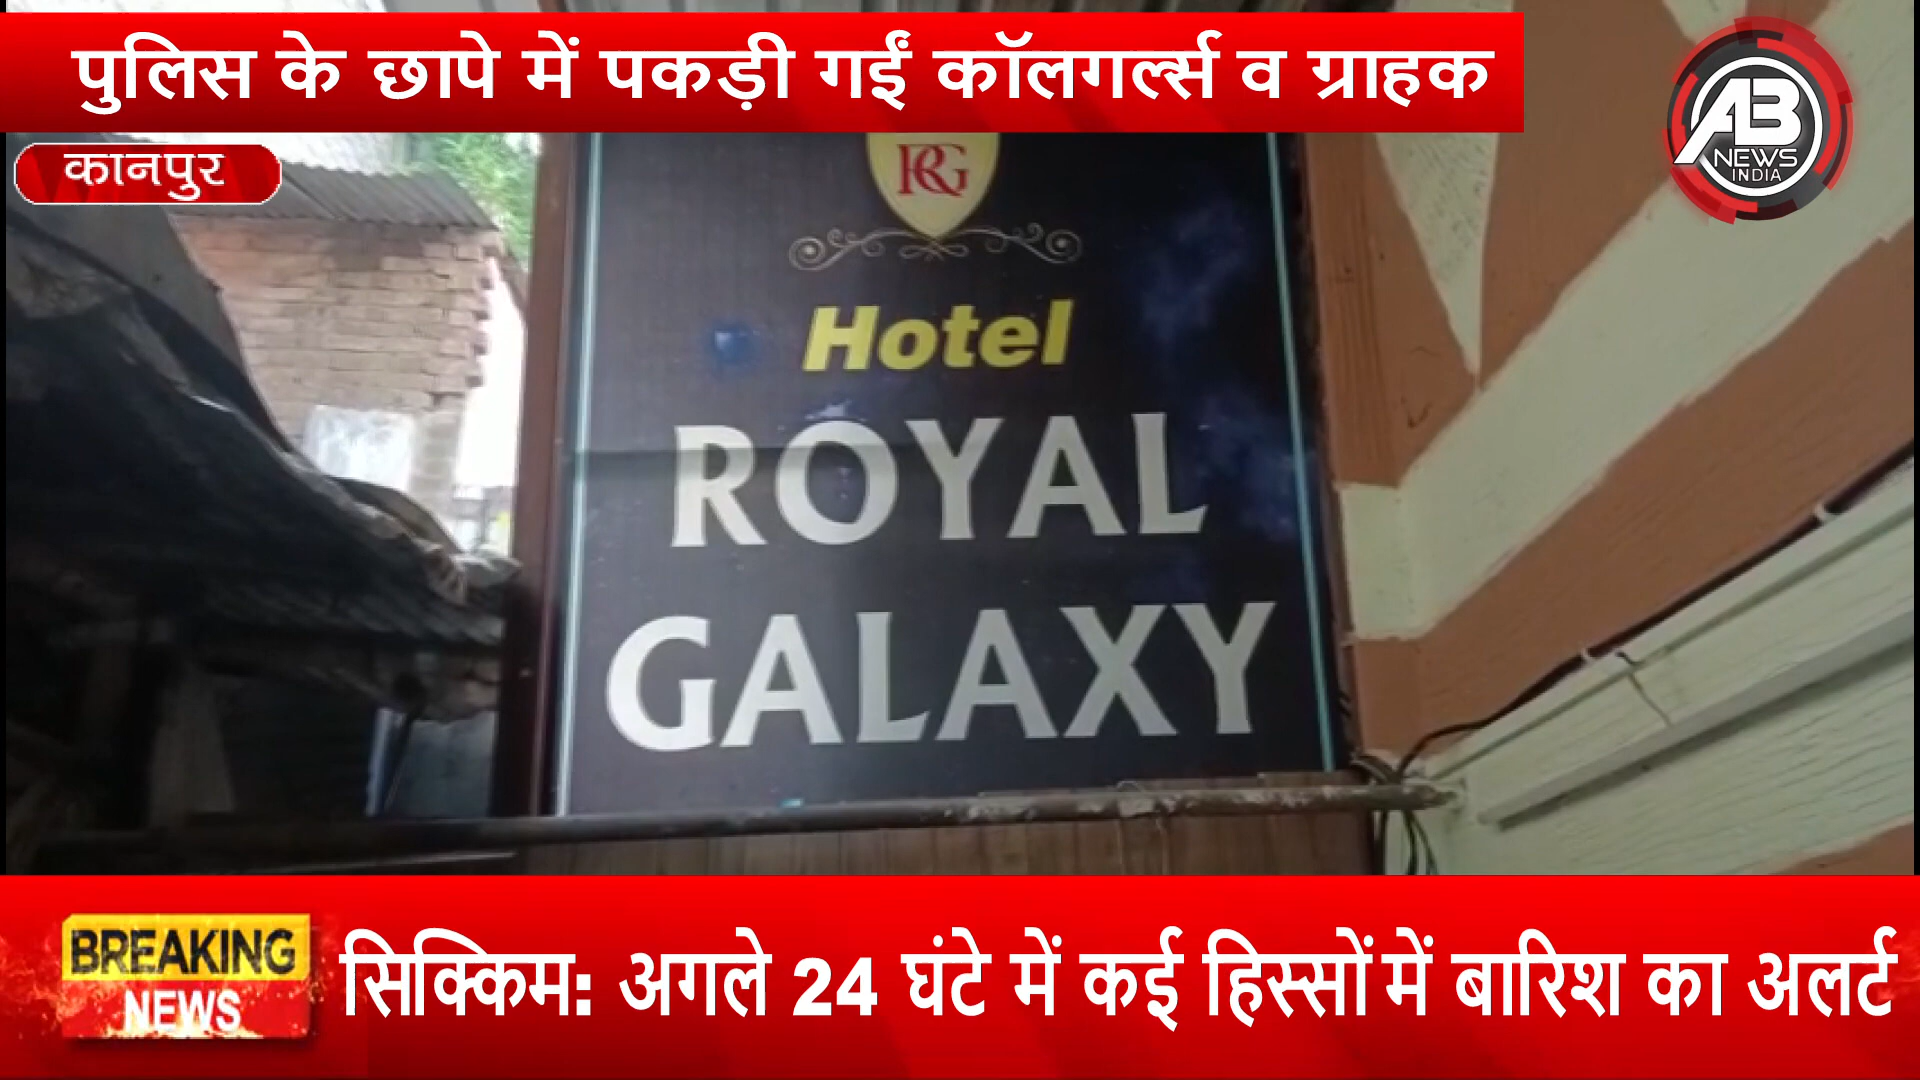 पुलिस के छापे में पकड़ी गईं कॉलगर्ल्स व ग्राहक
AB
NEWS
INDIA
कानपुर
RG
Hotel
ROYAL
GALAXY
BREAKING
NEWS
सिक्किम: अगले 24 घंटे में कई हिस्सों में बारिश का अलर्ट